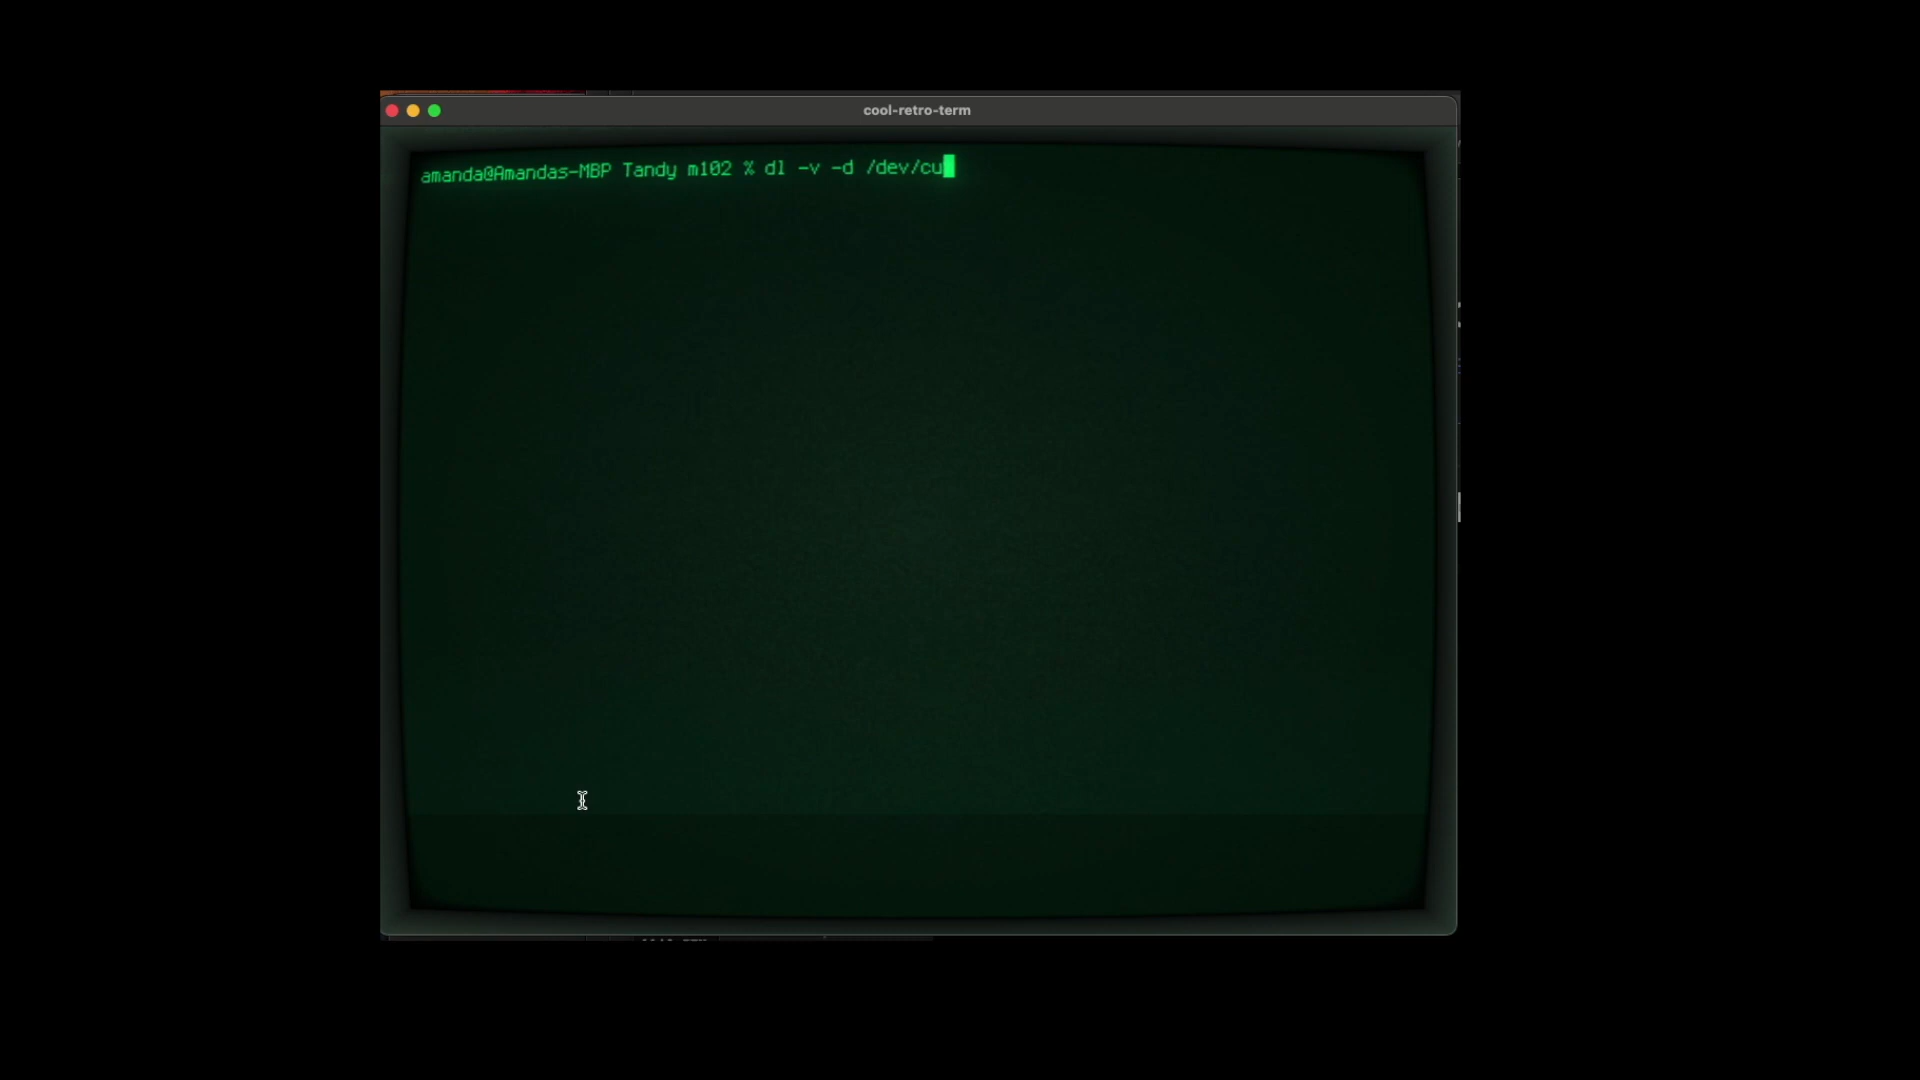 cool-retro-term
amanda@Amandas-MBP Tandy m102 % dl -v -d /dev/cu